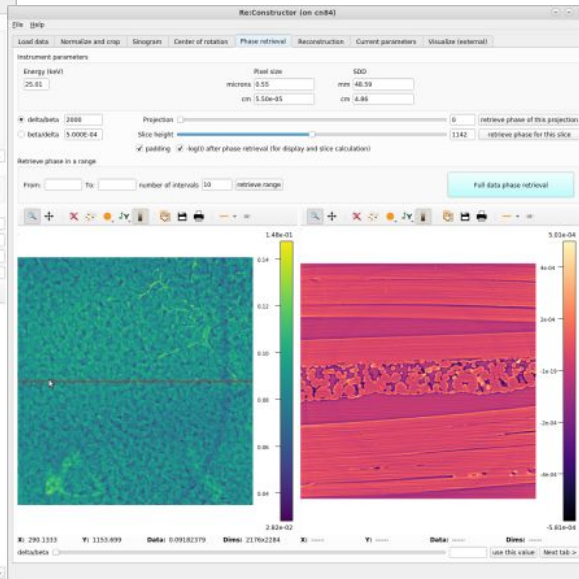 Re:Constructor (on cn84)
File Help
Load data Normalize and crop Sinogram Center of rotation Phase retrieval Reconstruction Current parameters Visualize (external)
Instrument parameters
Energy (keV) Pixel size SDD
25.01 microns 0.55 mm 48.59
cm 5.50e-05 cm 4.86
delta/beta 2000 Projection 0 retrieve phase of this projection
beta/delta 5.000E-04 Slice height 1142 retrieve phase for this slice
padding -log(I) after phase retrieval (for display and slice calculation)
Retrieve phase in a range
From: To: number of intervals 10 retrieve range Full data phase retrieval
1.48e-01 5.01e-04
0.14 4e-04
0.12 2e-04
0.10
0.08
0.06 -2e-04
0.04 -4e-04
2.82e-02 -5.01e-04
X: 290.1333 Y: 1153.699 Data: 0.09182379 Dims: 2176x2284 X: ----- Y: ----- Data: ----- Dims: -----
delta/beta use this value Next tab >